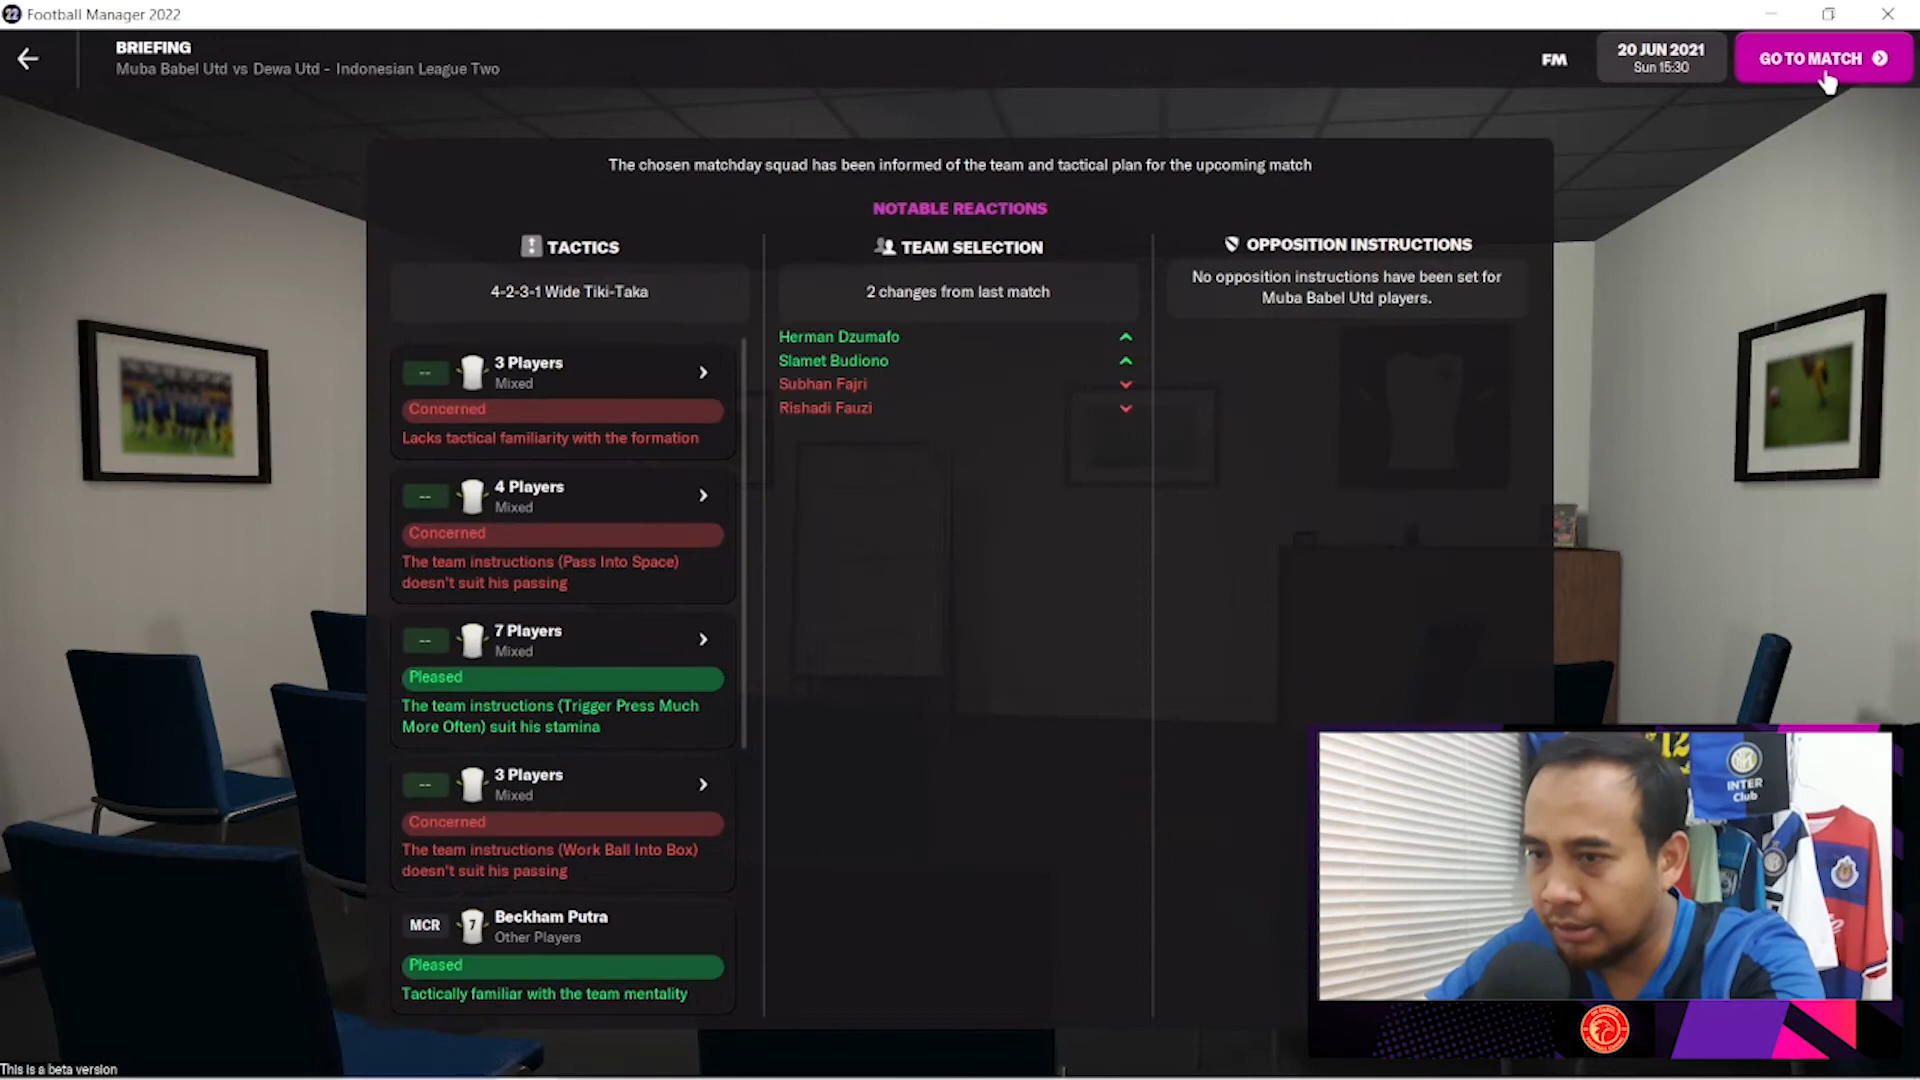 Football Manager 2022
BRIEFING
Muba Babel Utd vs Dewa Utd - Indonesian League Two
FM
20 JUN 2021
Sun 15:30
GO TO MATCH
The chosen matchday squad has been informed of the team and tactical plan for the upcoming match
NOTABLE REACTIONS
TACTICS
4-2-3-1 Wide Tiki-Taka
-- 3 Players
Mixed
Concerned
Lacks tactical familiarity with the formation
-- 4 Players
Mixed
Concerned
The team instructions (Pass Into Space)
doesn't suit his passing
-- 7 Players
Mixed
Pleased
The team instructions (Trigger Press Much
More Often) suit his stamina
-- 3 Players
Mixed
Concerned
The team instructions (Work Ball Into Box)
doesn't suit his passing
MCR 7 Beckham Putra
Other Players
Pleased
Tactically familiar with the team mentality
TEAM SELECTION
2 changes from last match
Herman Dzumafo
Slamet Budiono
Subhan Fajri
Rishadi Fauzi
OPPOSITION INSTRUCTIONS
No opposition instructions have been set for
Muba Babel Utd players.
INTER
Club
This is a beta version